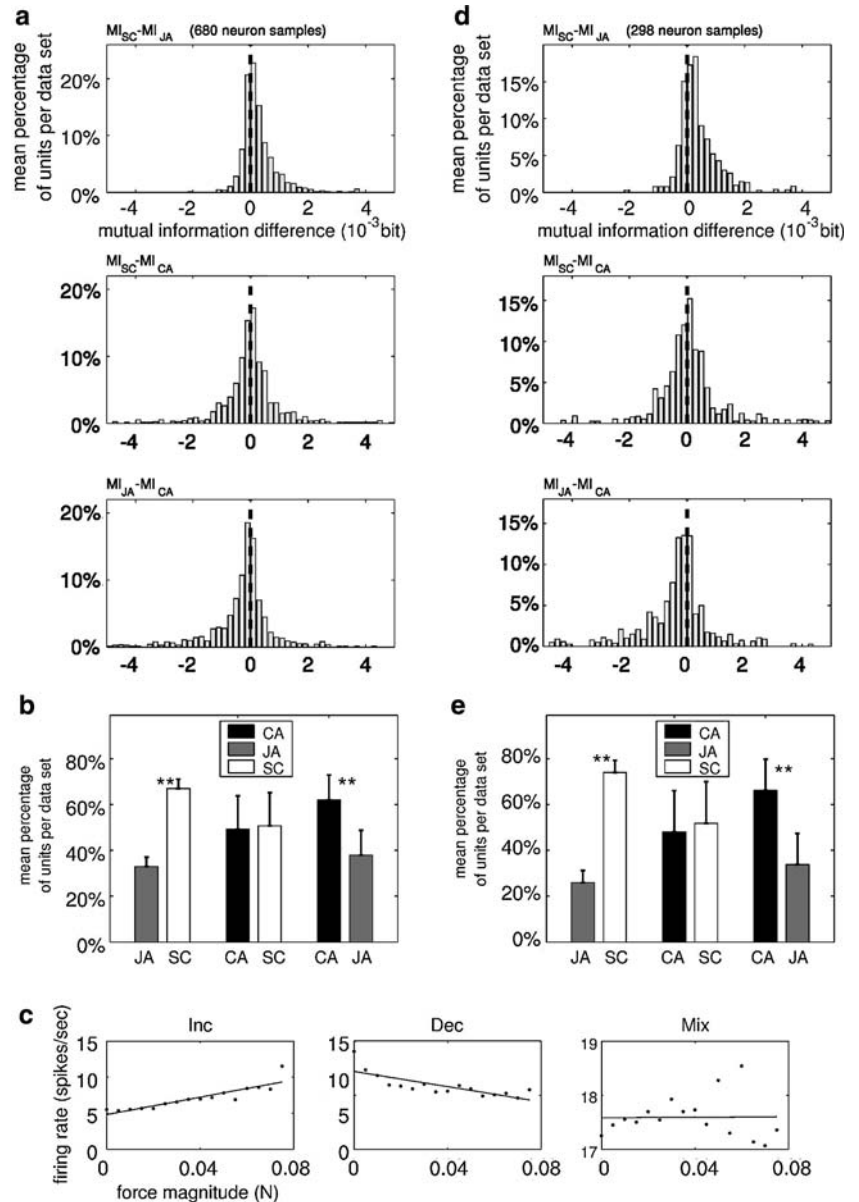 a
MI_SC-MI_JA (680 neuron samples)
mean percentage
of units per data set
20%
10%
0%
-4 -2 0 2 4
mutual information difference (10^-3 bit)
MI_SC-MI_CA
20%
10%
0%
-4 -2 0 2 4
MI_JA-MI_CA
20%
10%
0%
-4 -2 0 2 4
d
MI_SC-MI_JA (298 neuron samples)
mean percentage
of units per data set
15%
10%
5%
0%
-4 -2 0 2 4
mutual information difference (10^-3 bit)
MI_SC-MI_CA
15%
10%
5%
0%
-4 -2 0 2 4
MI_JA-MI_CA
15%
10%
5%
0%
-4 -2 0 2 4
b
mean percentage
of units per data set
80%
60%
40%
20%
0%
CA
JA
SC
**
**
JA SC CA SC CA JA
e
mean percentage
of units per data set
80%
60%
40%
20%
0%
CA
JA
SC
**
**
JA SC CA SC CA JA
c
firing rate (spikes/sec)
Inc
15
10
5
0
0 0.04 0.08
force magnitude (N)
Dec
15
10
5
0
0 0.04 0.08
Mix
19
18
17
0 0.04 0.08